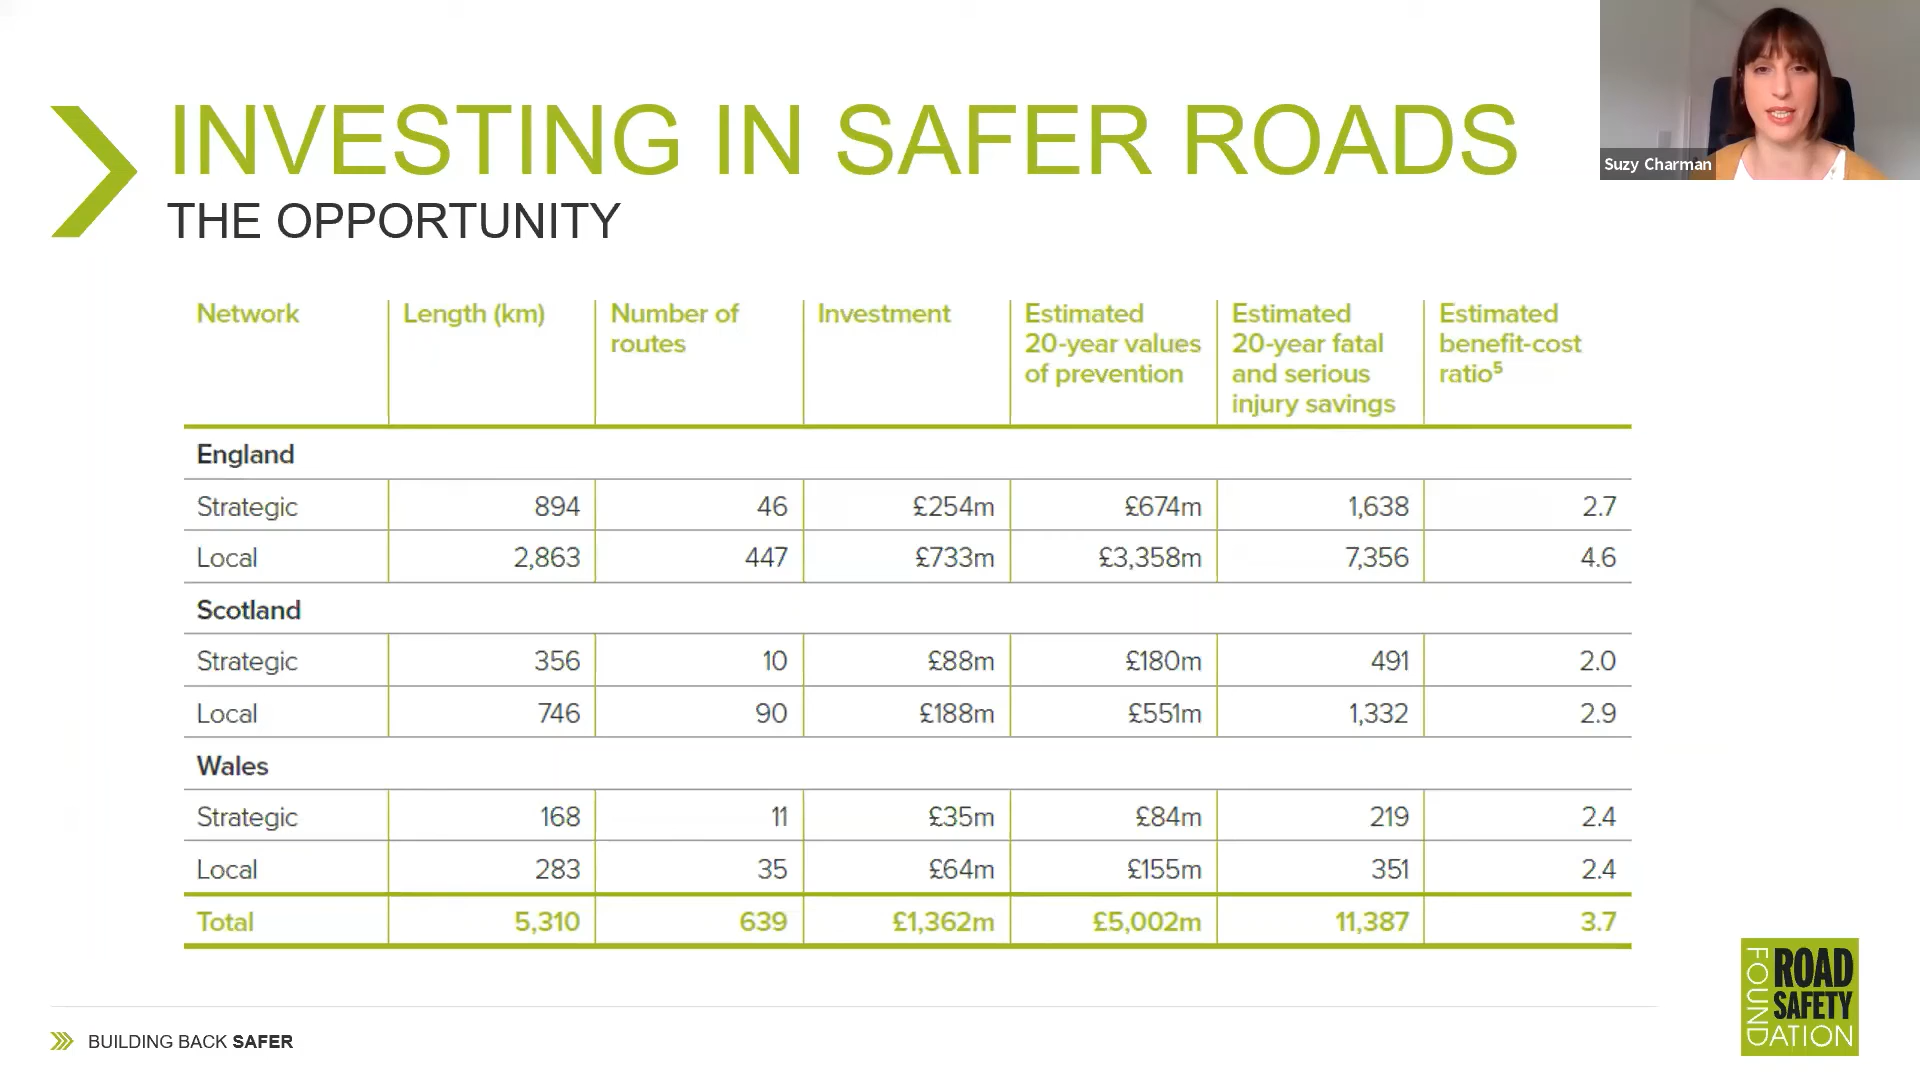 INVESTING IN SAFER ROADS
THE OPPORTUNITY
Suzy Charman
Network Length (km) Number of routes Investment Estimated 20-year values of prevention Estimated 20-year fatal and serious injury savings Estimated benefit-cost ratio⁵
England
Strategic 894 46 £254m £674m 1,638 2.7
Local 2,863 447 £733m £3,358m 7,356 4.6
Scotland
Strategic 356 10 £88m £180m 491 2.0
Local 746 90 £188m £551m 1,332 2.9
Wales
Strategic 168 11 £35m £84m 219 2.4
Local 283 35 £64m £155m 351 2.4
Total 5,310 639 £1,362m £5,002m 11,387 3.7
BUILDING BACK SAFER
ROAD
SAFETY
FOUNDATION